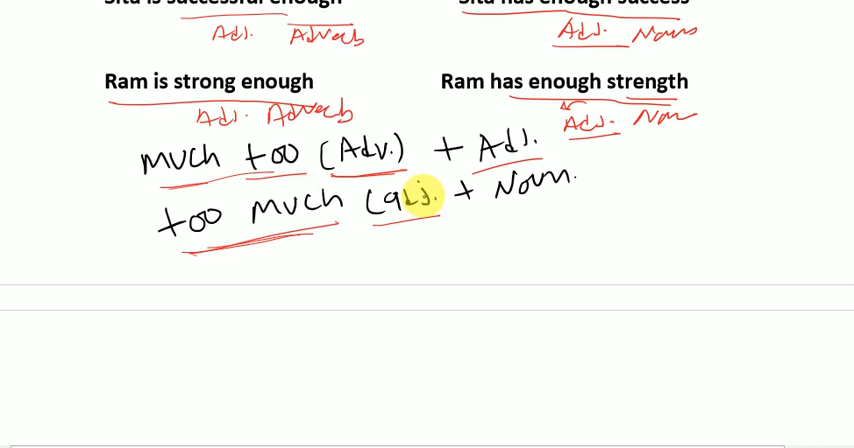 Sita is successful enough Sita has enough success
Adj. Adverb Adj. Noun
Ram is strong enough Ram has enough strength
Adj. Adverb Adj. Noun
much too (Adv.) + Adj.
too much (adj. + Noun.